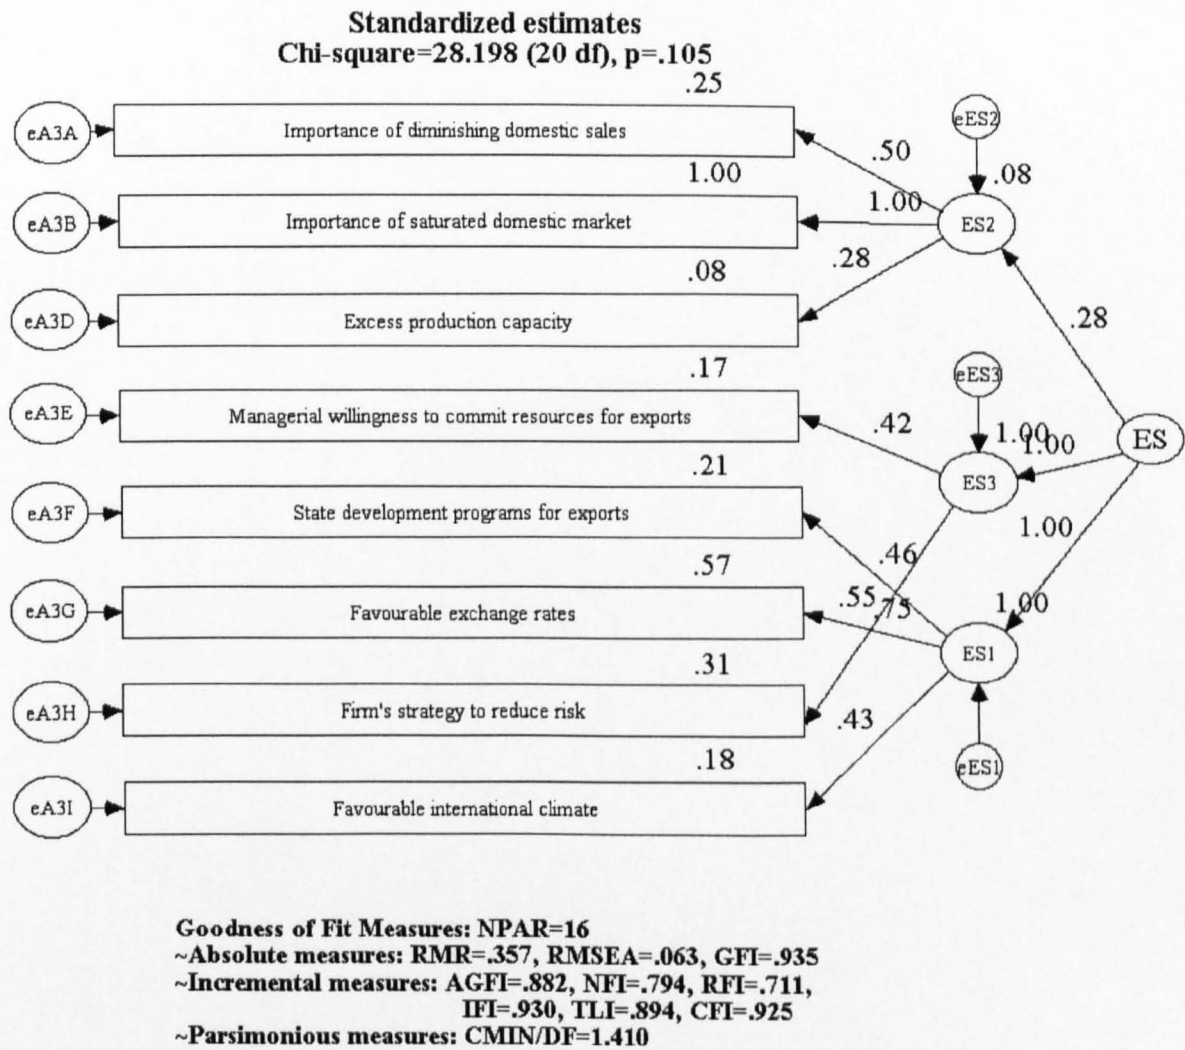 Standardized estimates
Chi-square=28.198 (20 df), p=.105
.25
eA3A
Importance of diminishing domestic sales
eES2
.50
.08
1.00
eA3B
Importance of saturated domestic market
1.00
ES2
.08
.28
eA3D
Excess production capacity
.28
.17
eES3
eA3E
Managerial willingness to commit resources for exports
.42
1.00
1.00
ES
.21
ES3
eA3F
State development programs for exports
1.00
.57
.46
eA3G
Favourable exchange rates
.55
.75
1.00
.31
ES1
eA3H
Firm's strategy to reduce risk
.43
.18
eES1
eA3I
Favourable international climate
Goodness of Fit Measures: NPAR=16
~Absolute measures: RMR=.357, RMSEA=.063, GFI=.935
~Incremental measures: AGFI=.882, NFI=.794, RFI=.711,
IFI=.930, TLI=.894, CFI=.925
~Parsimonious measures: CMIN/DF=1.410